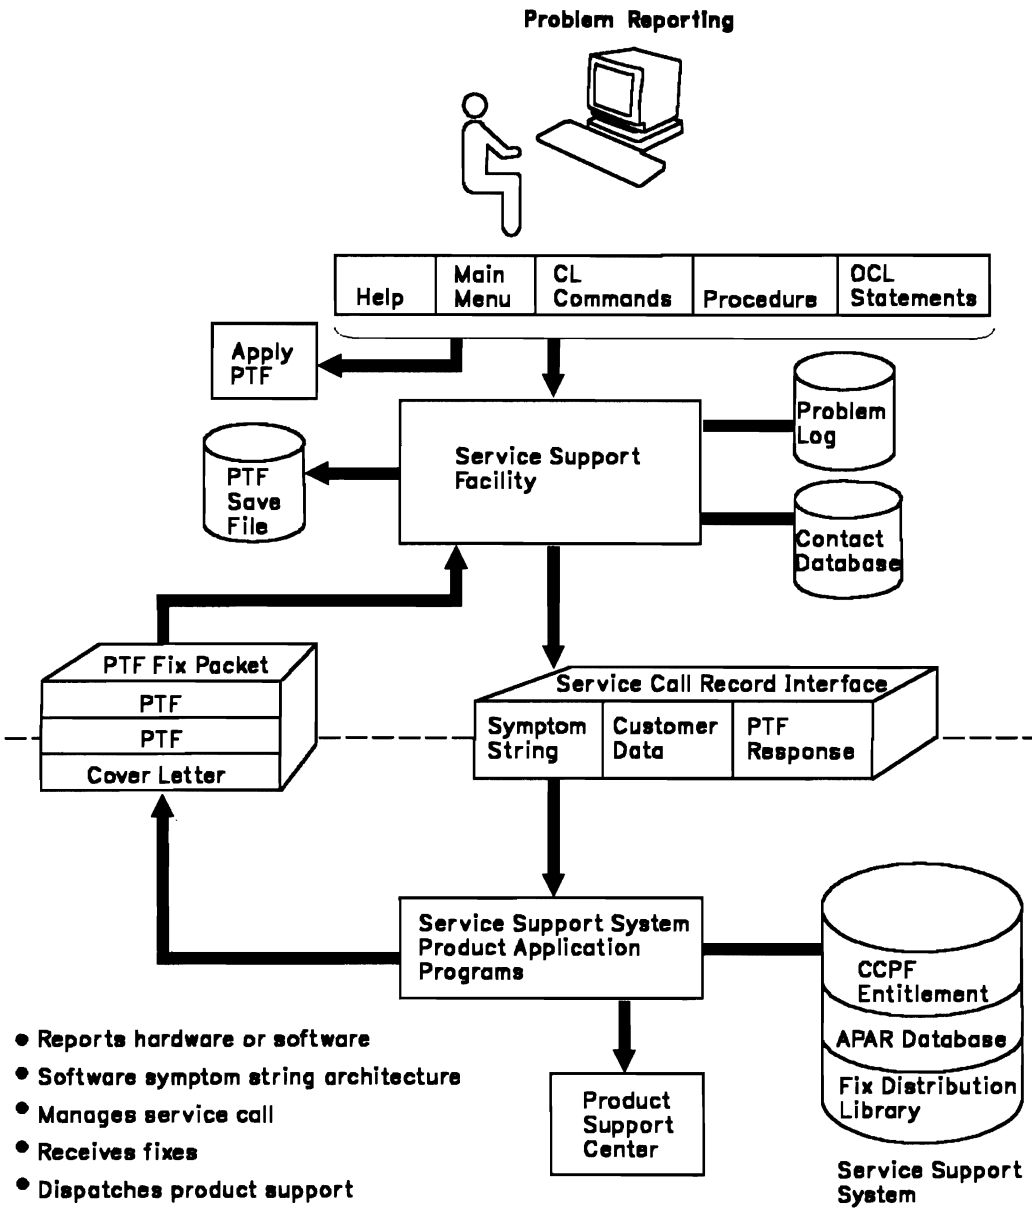 Problem Reporting
Help
Main
Menu
CL
Commands
Procedure
OCL
Statements
Apply
PTF
Problem
Log
Service Support
Facility
PTF
Save
File
Contact
Database
PTF Fix Packet
PTF
PTF
Cover Letter
Service Call Record Interface
Symptom
String
Customer
Data
PTF
Response
Service Support System
Product Application
Programs
CCPF
Entitlement
APAR Database
Fix Distribution
Library
Service Support
System
Product
Support
Center
• Reports hardware or software
• Software symptom string architecture
• Manages service call
• Receives fixes
• Dispatches product support